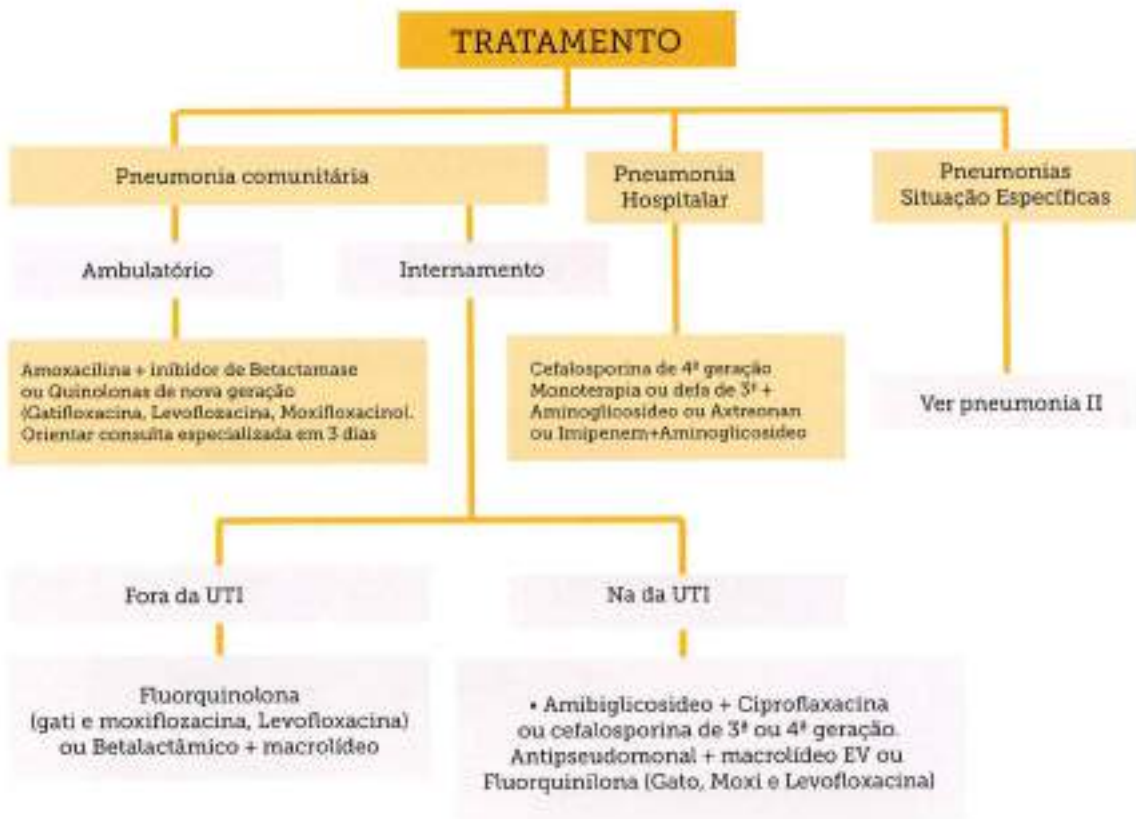 TRATAMENTO
Pneumonia comunitária
Pneumonia
Hospitalar
Pneumonias
Situação Específicas
Ambulatório
Internamento
Amoxacilina + inibidor de Betactamase
ou Quinolonas de nova geração
(Gatifloxacina, Levoflozacina, Moxifloxacino).
Orientar consulta especializada em 3 dias
Cefalosporina de 4ª geração
Monoterapia ou defa de 3ª +
Aminoglicosídeo ou Axtreonan
ou Imipenem+Aminoglicosídeo
Ver pneumonia II
Fora da UTI
Na da UTI
Fluorquinolona
(gati e moxiflozacina, Levofloxacina)
ou Betalactâmico + macrolídeo
• Amibiglicosídeo + Ciproflaxacina
ou cefalosporina de 3ª ou 4ª geração.
Antipseudomonal + macrolídeo EV ou
Fluorquinilona (Gato, Moxi e Levofloxacinal